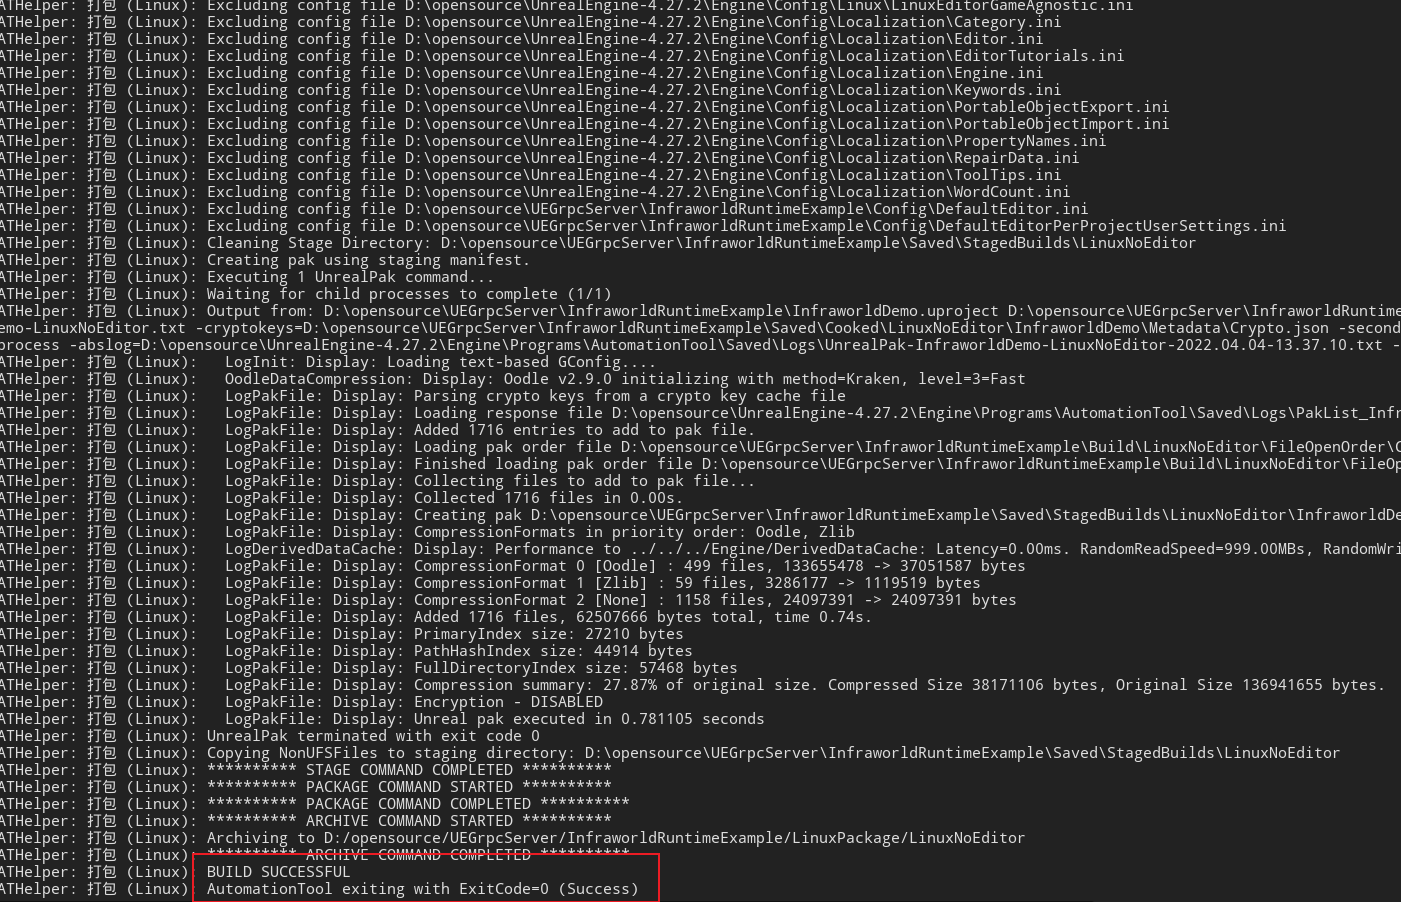 ATHelper: 打包 (Linux): Excluding config file D:\opensource\UnrealEngine-4.27.2\Engine\Config\Linux\LinuxEditorGameAgnostic.ini
ATHelper: 打包 (Linux): Excluding config file D:\opensource\UnrealEngine-4.27.2\Engine\Config\Localization\Category.ini
ATHelper: 打包 (Linux): Excluding config file D:\opensource\UnrealEngine-4.27.2\Engine\Config\Localization\Editor.ini
ATHelper: 打包 (Linux): Excluding config file D:\opensource\UnrealEngine-4.27.2\Engine\Config\Localization\EditorTutorials.ini
ATHelper: 打包 (Linux): Excluding config file D:\opensource\UnrealEngine-4.27.2\Engine\Config\Localization\Engine.ini
ATHelper: 打包 (Linux): Excluding config file D:\opensource\UnrealEngine-4.27.2\Engine\Config\Localization\Keywords.ini
ATHelper: 打包 (Linux): Excluding config file D:\opensource\UnrealEngine-4.27.2\Engine\Config\Localization\PortableObjectExport.ini
ATHelper: 打包 (Linux): Excluding config file D:\opensource\UnrealEngine-4.27.2\Engine\Config\Localization\PortableObjectImport.ini
ATHelper: 打包 (Linux): Excluding config file D:\opensource\UnrealEngine-4.27.2\Engine\Config\Localization\PropertyNames.ini
ATHelper: 打包 (Linux): Excluding config file D:\opensource\UnrealEngine-4.27.2\Engine\Config\Localization\RepairData.ini
ATHelper: 打包 (Linux): Excluding config file D:\opensource\UnrealEngine-4.27.2\Engine\Config\Localization\ToolTips.ini
ATHelper: 打包 (Linux): Excluding config file D:\opensource\UnrealEngine-4.27.2\Engine\Config\Localization\WordCount.ini
ATHelper: 打包 (Linux): Excluding config file D:\opensource\UEGrpcServer\InfraworldRuntimeExample\Config\DefaultEditor.ini
ATHelper: 打包 (Linux): Excluding config file D:\opensource\UEGrpcServer\InfraworldRuntimeExample\Config\DefaultEditorPerProjectUserSettings.ini
ATHelper: 打包 (Linux): Cleaning Stage Directory: D:\opensource\UEGrpcServer\InfraworldRuntimeExample\Saved\StagedBuilds\LinuxNoEditor
ATHelper: 打包 (Linux): Creating pak using staging manifest.
ATHelper: 打包 (Linux): Executing 1 UnrealPak command...
ATHelper: 打包 (Linux): Waiting for child processes to complete (1/1)
ATHelper: 打包 (Linux): Output from: D:\opensource\UEGrpcServer\InfraworldRuntimeExample\InfraworldDemo.uproject D:\opensource\UEGrpcServer\InfraworldRuntime
emo-LinuxNoEditor.txt -cryptokeys=D:\opensource\UEGrpcServer\InfraworldRuntimeExample\Saved\Cooked\LinuxNoEditor\InfraworldDemo\Metadata\Crypto.json -second
process -abslog=D:\opensource\UnrealEngine-4.27.2\Engine\Programs\AutomationTool\Saved\Logs\UnrealPak-InfraworldDemo-LinuxNoEditor-2022.04.04-13.37.10.txt -
ATHelper: 打包 (Linux):   LogInit: Display: Loading text-based GConfig....
ATHelper: 打包 (Linux):   OodleDataCompression: Display: Oodle v2.9.0 initializing with method=Kraken, level=3=Fast
ATHelper: 打包 (Linux):   LogPakFile: Display: Parsing crypto keys from a crypto key cache file
ATHelper: 打包 (Linux):   LogPakFile: Display: Loading response file D:\opensource\UnrealEngine-4.27.2\Engine\Programs\AutomationTool\Saved\Logs\PakList_Infr
ATHelper: 打包 (Linux):   LogPakFile: Display: Added 1716 entries to add to pak file.
ATHelper: 打包 (Linux):   LogPakFile: Display: Loading pak order file D:\opensource\UEGrpcServer\InfraworldRuntimeExample\Build\LinuxNoEditor\FileOpenOrder\
ATHelper: 打包 (Linux):   LogPakFile: Display: Finished loading pak order file D:\opensource\UEGrpcServer\InfraworldRuntimeExample\Build\LinuxNoEditor\FileOp
ATHelper: 打包 (Linux):   LogPakFile: Display: Collecting files to add to pak file...
ATHelper: 打包 (Linux):   LogPakFile: Display: Collected 1716 files in 0.00s.
ATHelper: 打包 (Linux):   LogPakFile: Display: Creating pak D:\opensource\UEGrpcServer\InfraworldRuntimeExample\Saved\StagedBuilds\LinuxNoEditor\InfraworldDe
ATHelper: 打包 (Linux):   LogPakFile: Display: CompressionFormats in priority order: Oodle, Zlib
ATHelper: 打包 (Linux):   LogDerivedDataCache: Display: Performance to ../../../Engine/DerivedDataCache: Latency=0.00ms. RandomReadSpeed=999.00MBs, RandomWri
ATHelper: 打包 (Linux):   LogPakFile: Display: CompressionFormat 0 [Oodle] : 499 files, 133655478 -> 37051587 bytes
ATHelper: 打包 (Linux):   LogPakFile: Display: CompressionFormat 1 [Zlib] : 59 files, 3286177 -> 1119519 bytes
ATHelper: 打包 (Linux):   LogPakFile: Display: CompressionFormat 2 [None] : 1158 files, 24097391 -> 24097391 bytes
ATHelper: 打包 (Linux):   LogPakFile: Display: Added 1716 files, 62507666 bytes total, time 0.74s.
ATHelper: 打包 (Linux):   LogPakFile: Display: PrimaryIndex size: 27210 bytes
ATHelper: 打包 (Linux):   LogPakFile: Display: PathHashIndex size: 44914 bytes
ATHelper: 打包 (Linux):   LogPakFile: Display: FullDirectoryIndex size: 57468 bytes
ATHelper: 打包 (Linux):   LogPakFile: Display: Compression summary: 27.87% of original size. Compressed Size 38171106 bytes, Original Size 136941655 bytes.
ATHelper: 打包 (Linux):   LogPakFile: Display: Encryption - DISABLED
ATHelper: 打包 (Linux):   LogPakFile: Display: Unreal pak executed in 0.781105 seconds
ATHelper: 打包 (Linux): UnrealPak terminated with exit code 0
ATHelper: 打包 (Linux): Copying NonUFSFiles to staging directory: D:\opensource\UEGrpcServer\InfraworldRuntimeExample\Saved\StagedBuilds\LinuxNoEditor
ATHelper: 打包 (Linux): ********** STAGE COMMAND COMPLETED **********
ATHelper: 打包 (Linux): ********** PACKAGE COMMAND STARTED **********
ATHelper: 打包 (Linux): ********** PACKAGE COMMAND COMPLETED **********
ATHelper: 打包 (Linux): ********** ARCHIVE COMMAND STARTED **********
ATHelper: 打包 (Linux): Archiving to D:/opensource/UEGrpcServer/InfraworldRuntimeExample/LinuxPackage/LinuxNoEditor
ATHelper: 打包 (Linux): ********** ARCHIVE COMMAND COMPLETED **********
ATHelper: 打包 (Linux): BUILD SUCCESSFUL
ATHelper: 打包 (Linux): AutomationTool exiting with ExitCode=0 (Success)